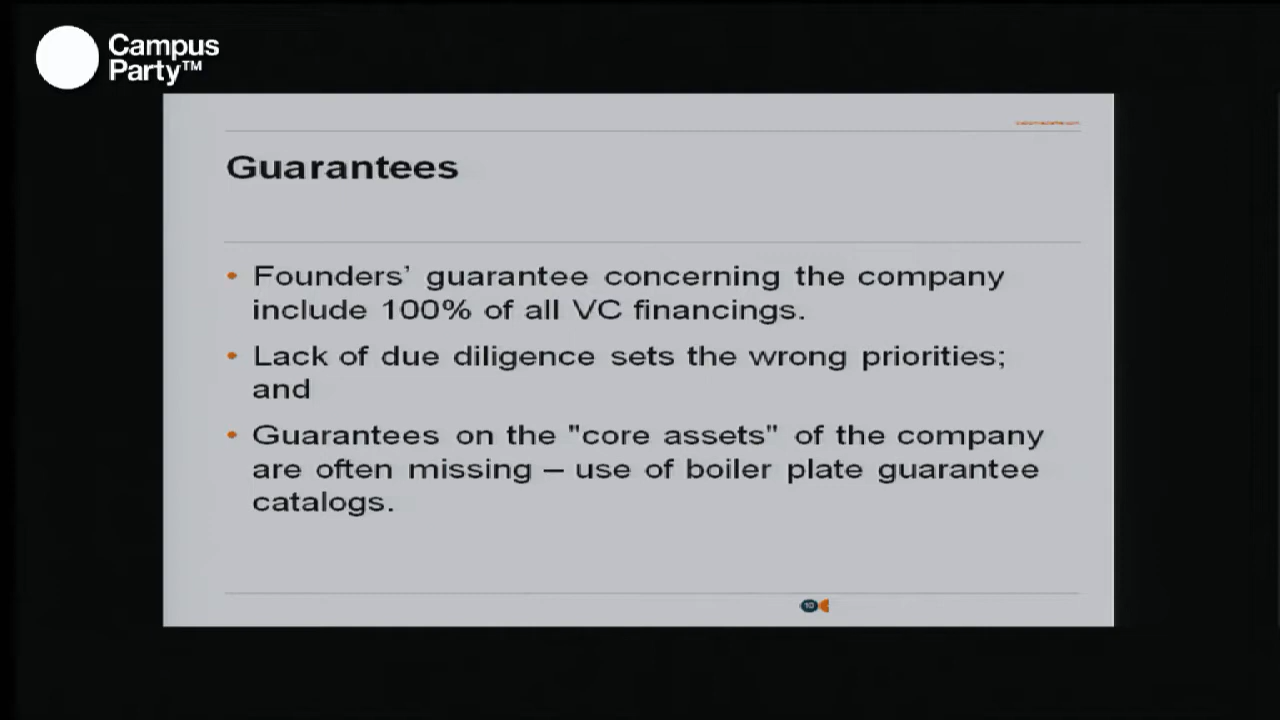 Campus
Party™
Guarantees
• Founders’ guarantee concerning the company
include 100% of all VC financings.
• Lack of due diligence sets the wrong priorities;
and
• Guarantees on the "core assets" of the company
are often missing – use of boiler plate guarantee
catalogs.
10